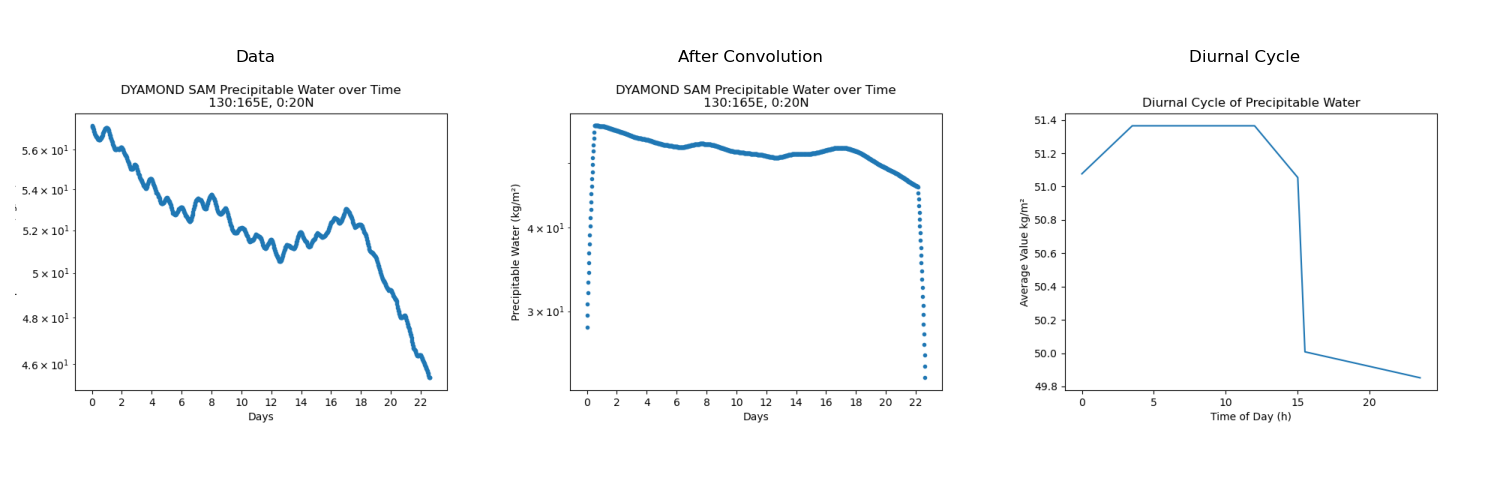 Data
DYAMOND SAM Precipitable Water over Time
130:165E, 0:20N
5.6 × 10¹
5.4 × 10¹
5.2 × 10¹
5 × 10¹
4.8 × 10¹
4.6 × 10¹
0 2 4 6 8 10 12 14 16 18 20 22
Days
After Convolution
DYAMOND SAM Precipitable Water over Time
130:165E, 0:20N
Precipitable Water (kg/m²)
4 × 10¹
3 × 10¹
0 2 4 6 8 10 12 14 16 18 20 22
Days
Diurnal Cycle
Diurnal Cycle of Precipitable Water
Average Value kg/m²
51.4
51.2
51.0
50.8
50.6
50.4
50.2
50.0
49.8
0 5 10 15 20
Time of Day (h)